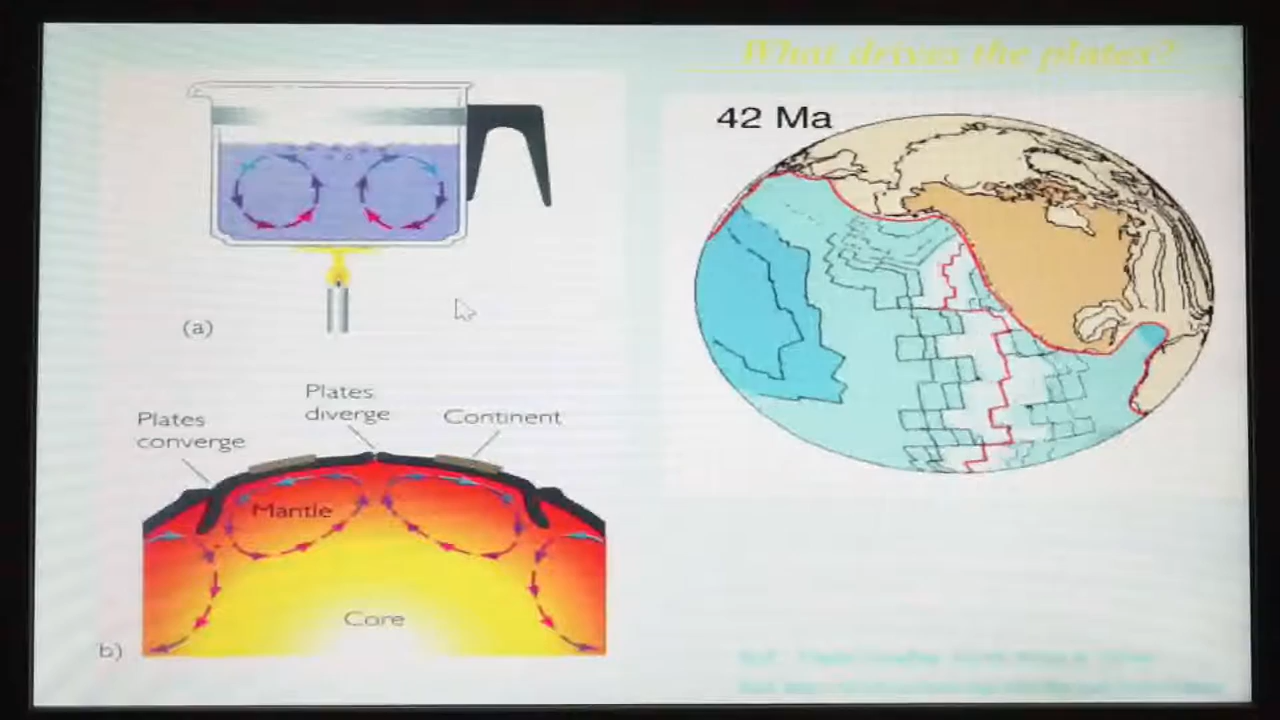 What drives the plates?
42 Ma
(a)
Plates
diverge
Plates
converge
Continent
Mantle
Core
b)